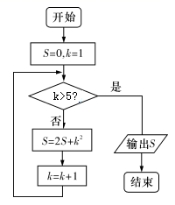 开始
S=0,k=1
k>5?
是
否
S=2S+k²
输出S
k=k+1
结束